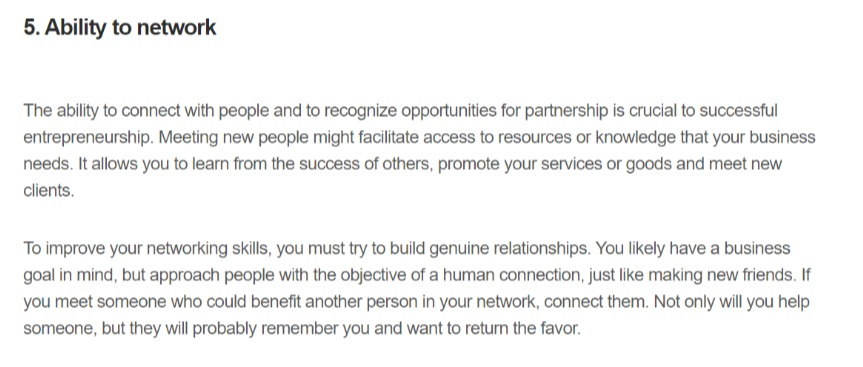 5. Ability to network
The ability to connect with people and to recognize opportunities for partnership is crucial to successful
entrepreneurship. Meeting new people might facilitate access to resources or knowledge that your business
needs. It allows you to learn from the success of others, promote your services or goods and meet new
clients.
To improve your networking skills, you must try to build genuine relationships. You likely have a business
goal in mind, but approach people with the objective of a human connection, just like making new friends. If
you meet someone who could benefit another person in your network, connect them. Not only will you help
someone, but they will probably remember you and want to return the favor.